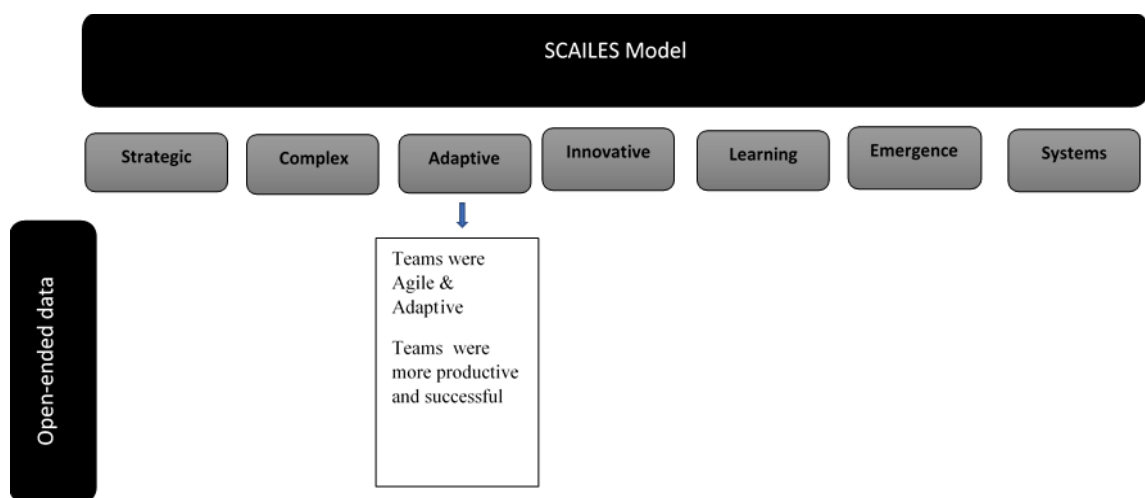 SCAILES Model
Strategic
Complex
Adaptive
Innovative
Learning
Emergence
Systems
Open-ended data
Teams were
Agile &
Adaptive
Teams were
more productive
and successful